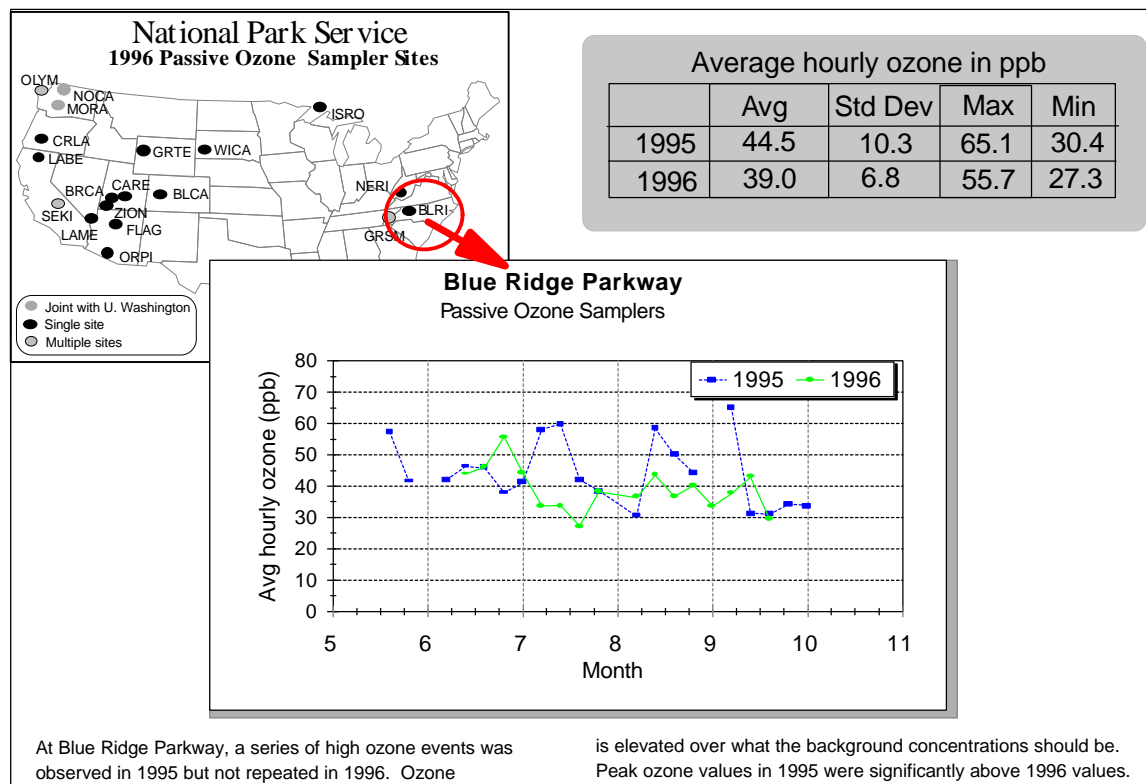 National Park Service
1996 Passive Ozone Sampler Sites
OLYM
NOCA
MORA
ISRO
CRLA
LABE
GRTE
WICA
NERI
BRCA
CARE
BLCA
BLRI
SEKI
ZION
LAME
FLAG
GRSM
ORPI
Joint with U. Washington
Single site
Multiple sites
Average hourly ozone in ppb
Avg Std Dev Max Min
1995 44.5 10.3 65.1 30.4
1996 39.0 6.8 55.7 27.3
Blue Ridge Parkway
Passive Ozone Samplers
1995 1996
Avg hourly ozone (ppb)
80
70
60
50
40
30
20
10
0
5 6 7 8 9 10 11
Month
At Blue Ridge Parkway, a series of high ozone events was
observed in 1995 but not repeated in 1996. Ozone
is elevated over what the background concentrations should be.
Peak ozone values in 1995 were significantly above 1996 values.